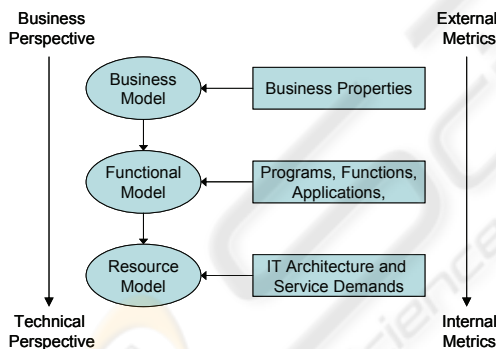 Business
Perspective
External
Metrics
Business
Model
Business Properties
Functional
Model
Programs, Functions,
Applications,
Resource
Model
IT Architecture and
Service Demands
Technical
Perspective
Internal
Metrics